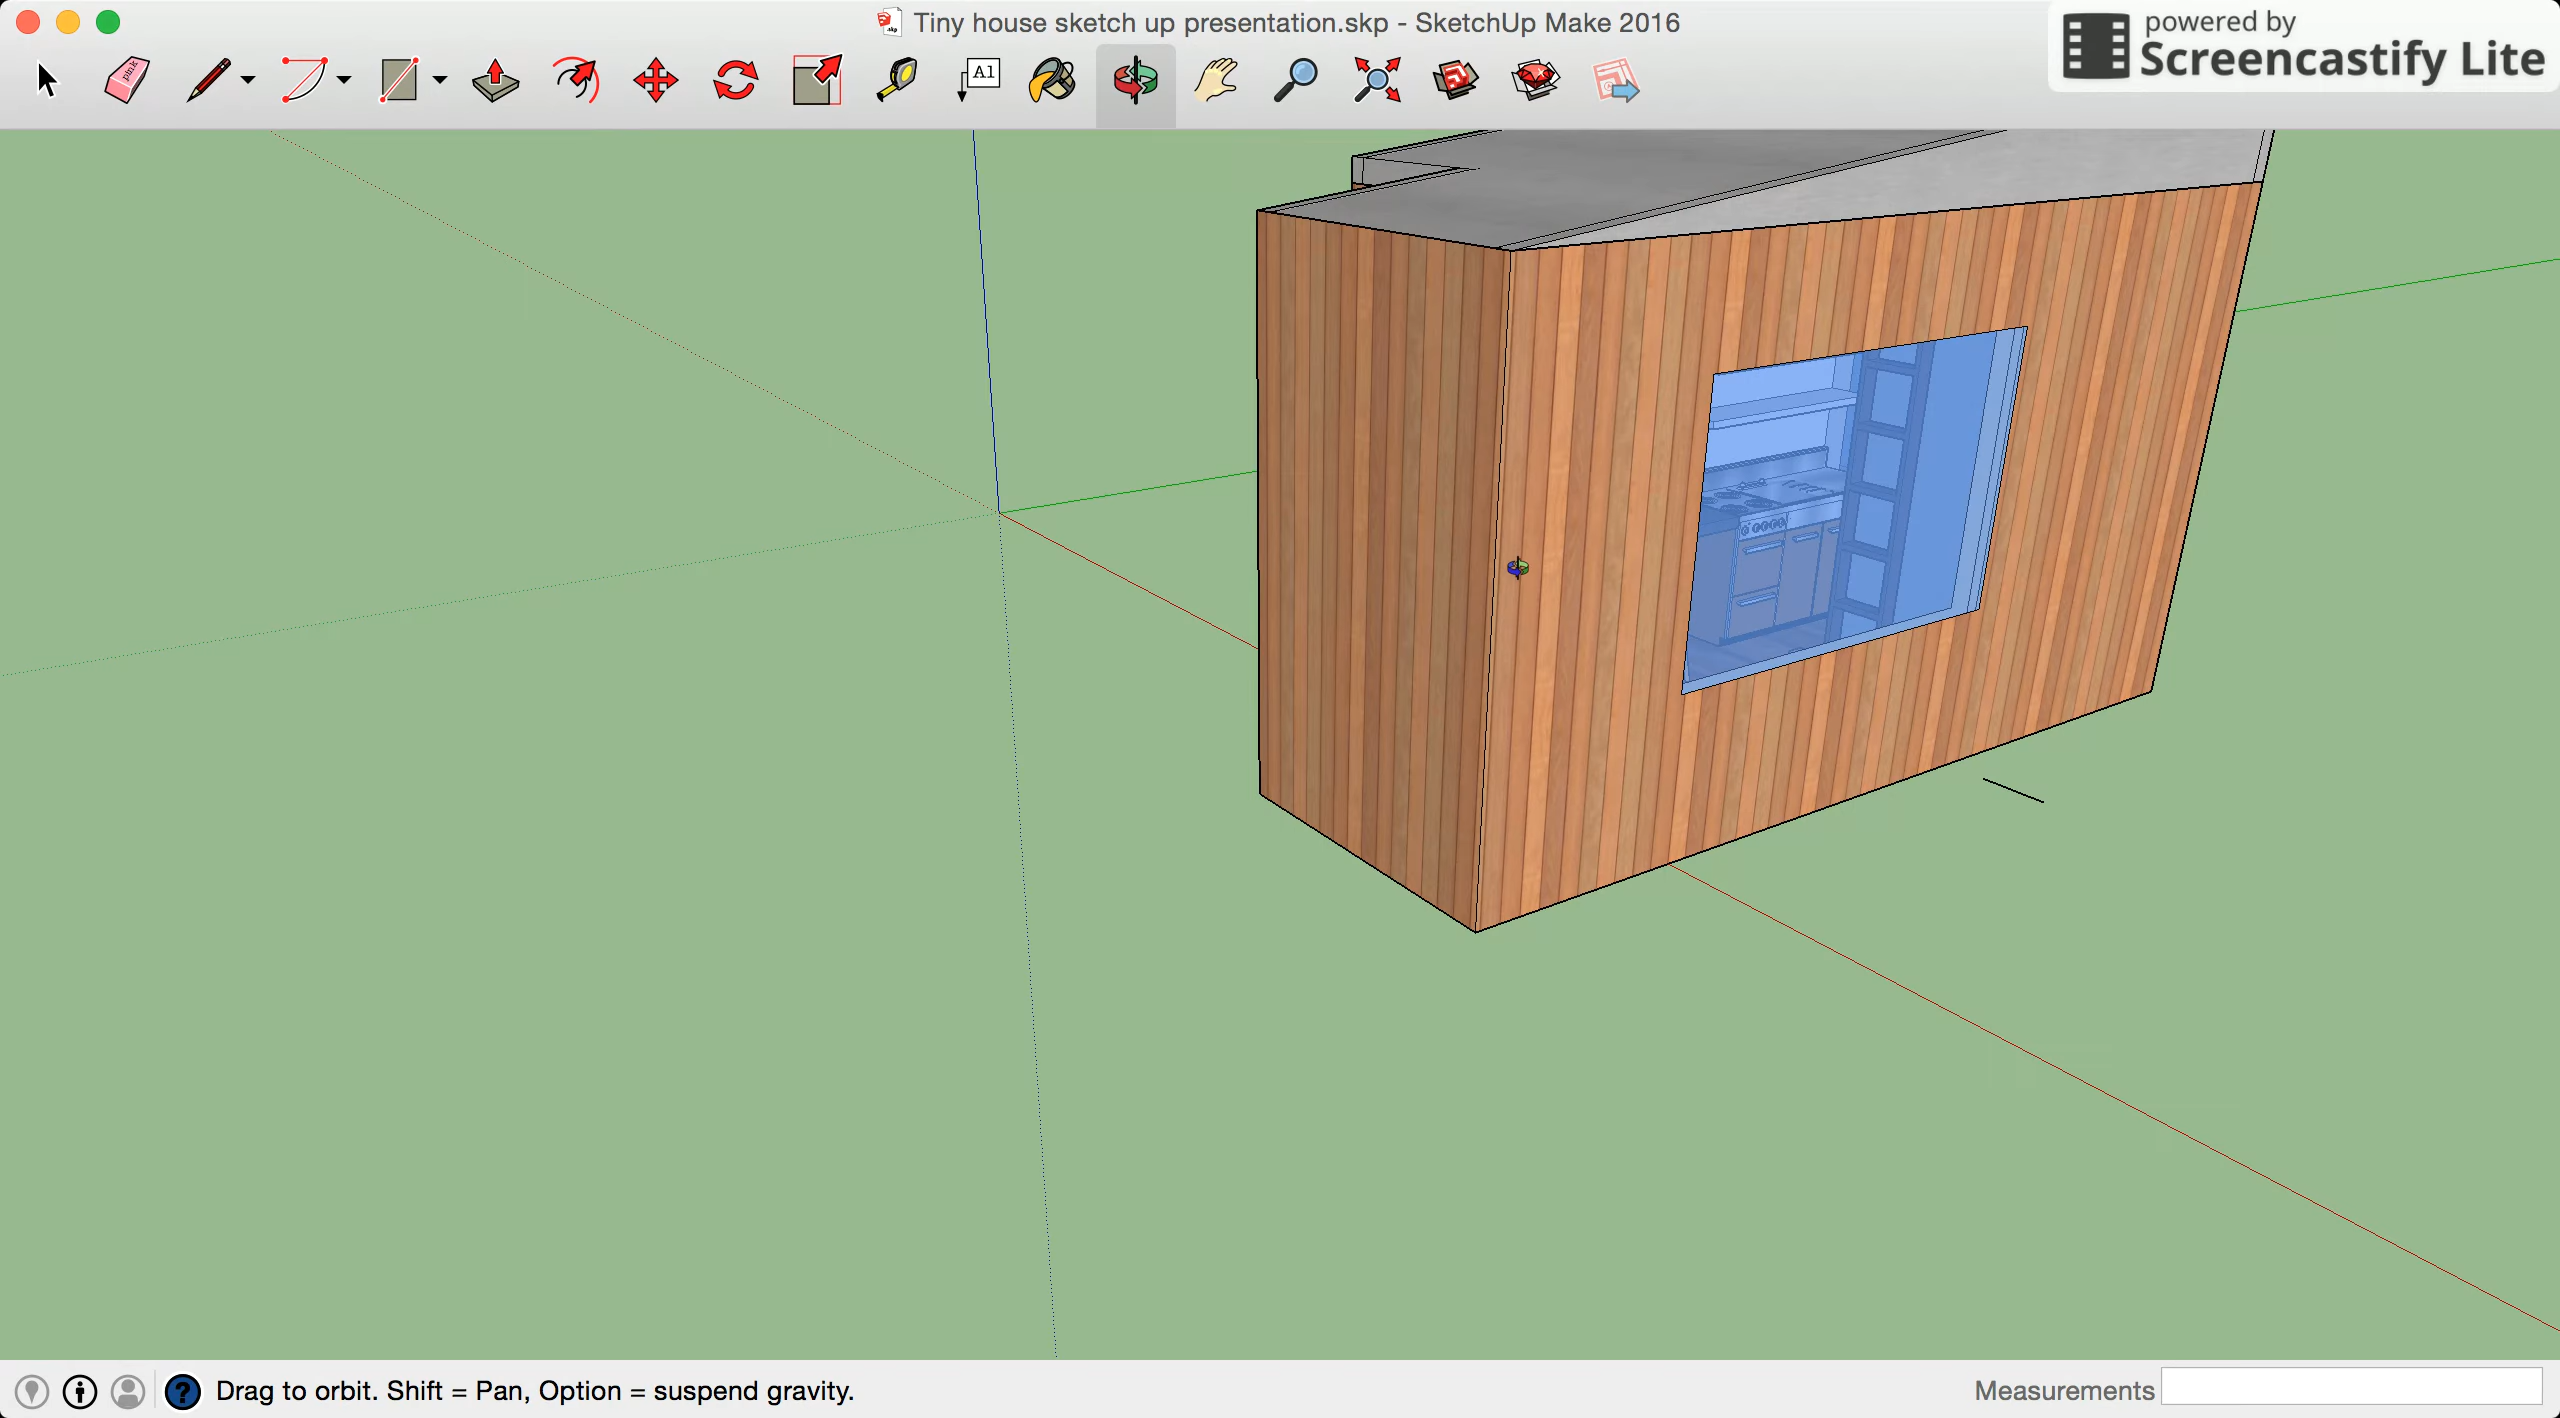 Tiny house sketch up presentation.skp - SketchUp Make 2016
powered by
Screencastify Lite
pink
A1
Drag to orbit. Shift = Pan, Option = suspend gravity.
Measurements